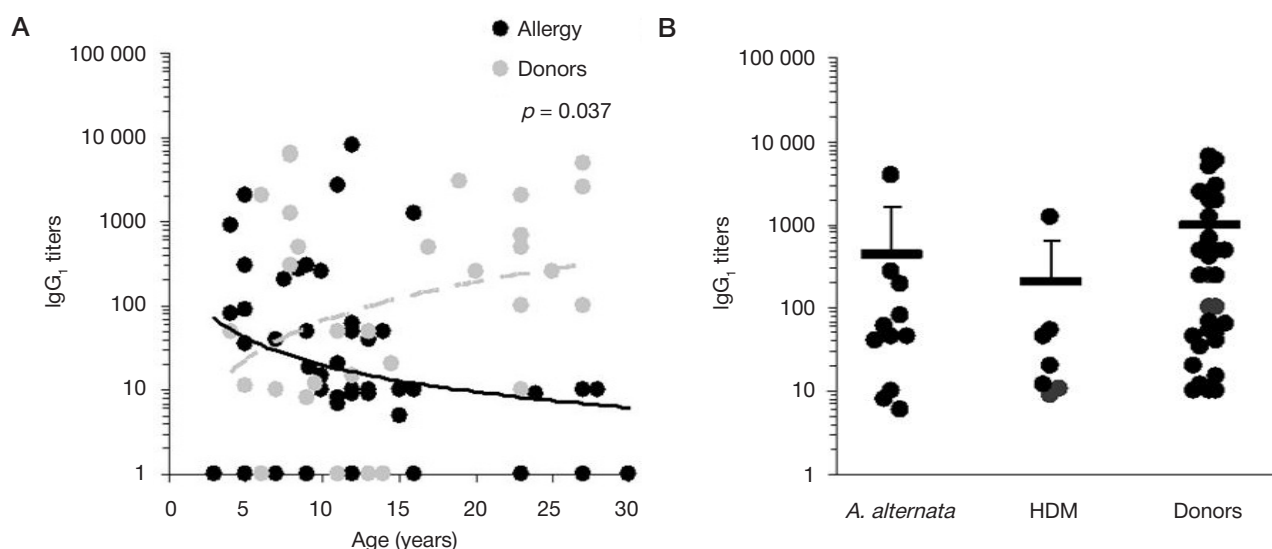 A
Allergy
Donors
p = 0.037
100 000
10 000
1000
100
10
1
IgG₁ titers
0
5
10
15
20
25
30
Age (years)
B
100 000
10 000
1000
100
10
1
IgG₁ titers
A. alternata
HDM
Donors